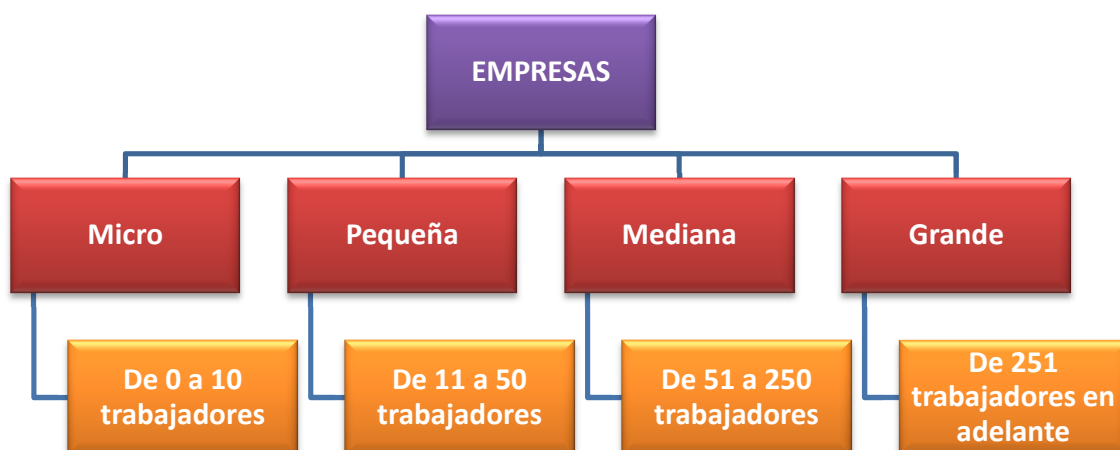 EMPRESAS
Micro
Pequeña
Mediana
Grande
De 0 a 10
trabajadores
De 11 a 50
trabajadores
De 51 a 250
trabajadores
De 251
trabajadores en
adelante